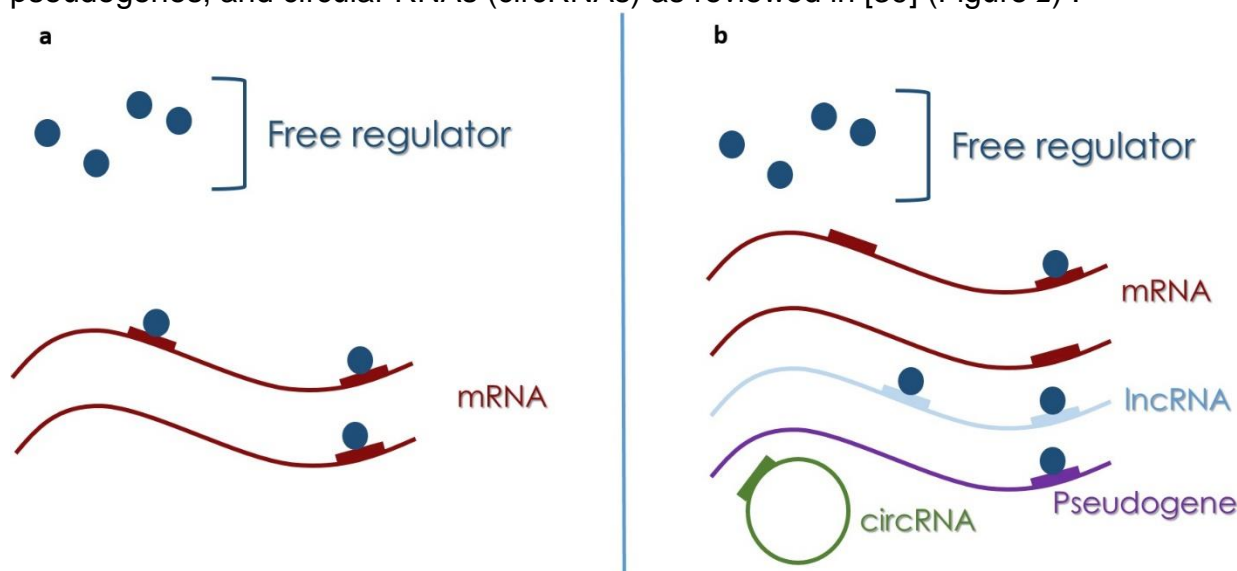 pseudogenes, and circular RNAs (circRNAs) as reviewed in
a
Free regulator
mRNA
b
Free regulator
mRNA
lncRNA
Pseudogene
circRNA